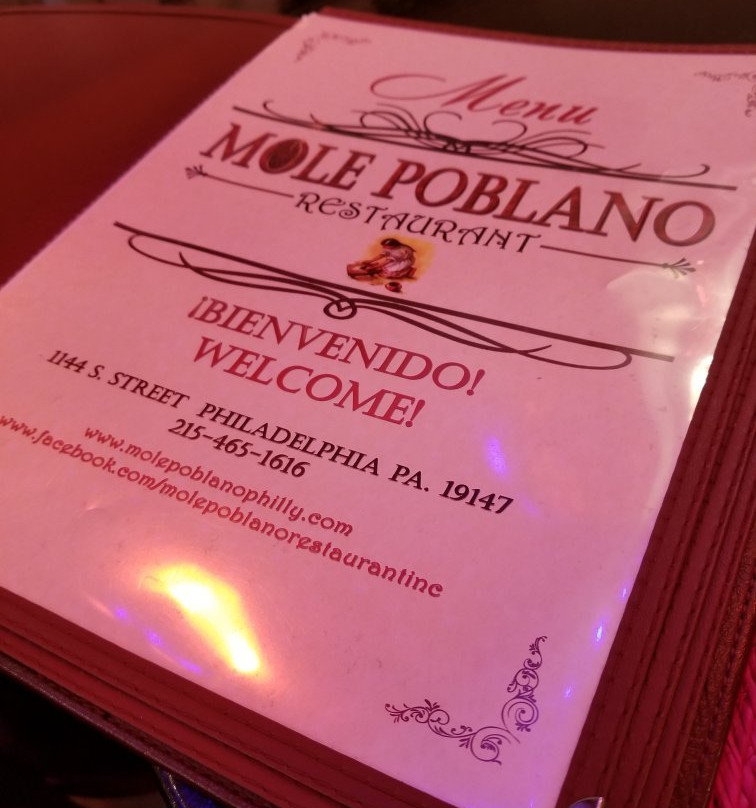 Menu
MOLE POBLANO
RESTAURANT
¡BIENVENIDO!
WELCOME!
1144 S. STREET PHILADELPHIA PA. 19147
215-465-1616
www.molepoblanophilly.com
www.facebook.com/molepoblanorestaurantinc